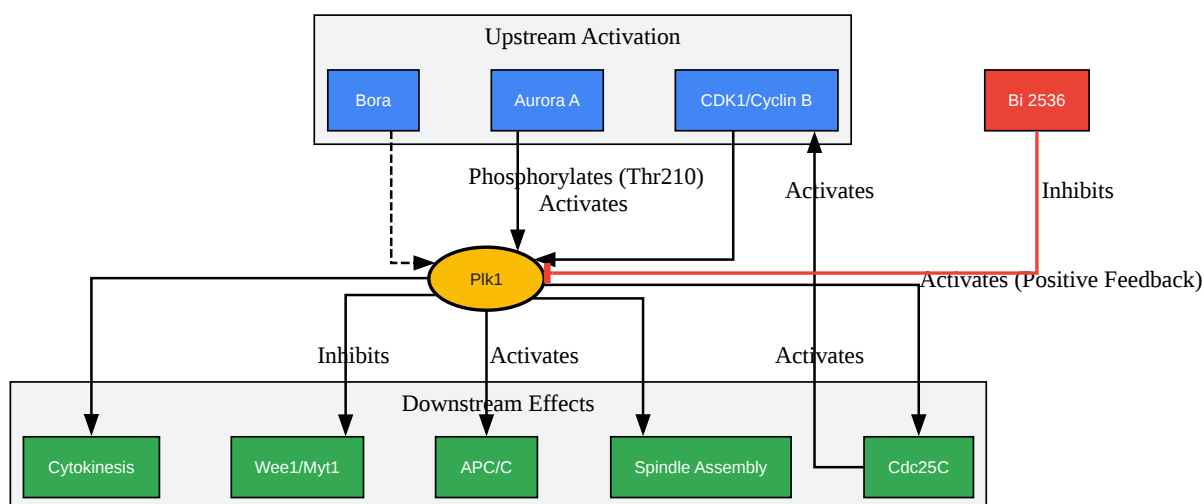 Upstream Activation
Bora
Aurora A
CDK1/Cyclin B
Bi 2536
Phosphorylates (Thr210)
Activates
Activates
Inhibits
Plk1
Activates (Positive Feedback)
Inhibits
Activates
Activates
Downstream Effects
Cytokinesis
Wee1/Myt1
APC/C
Spindle Assembly
Cdc25C